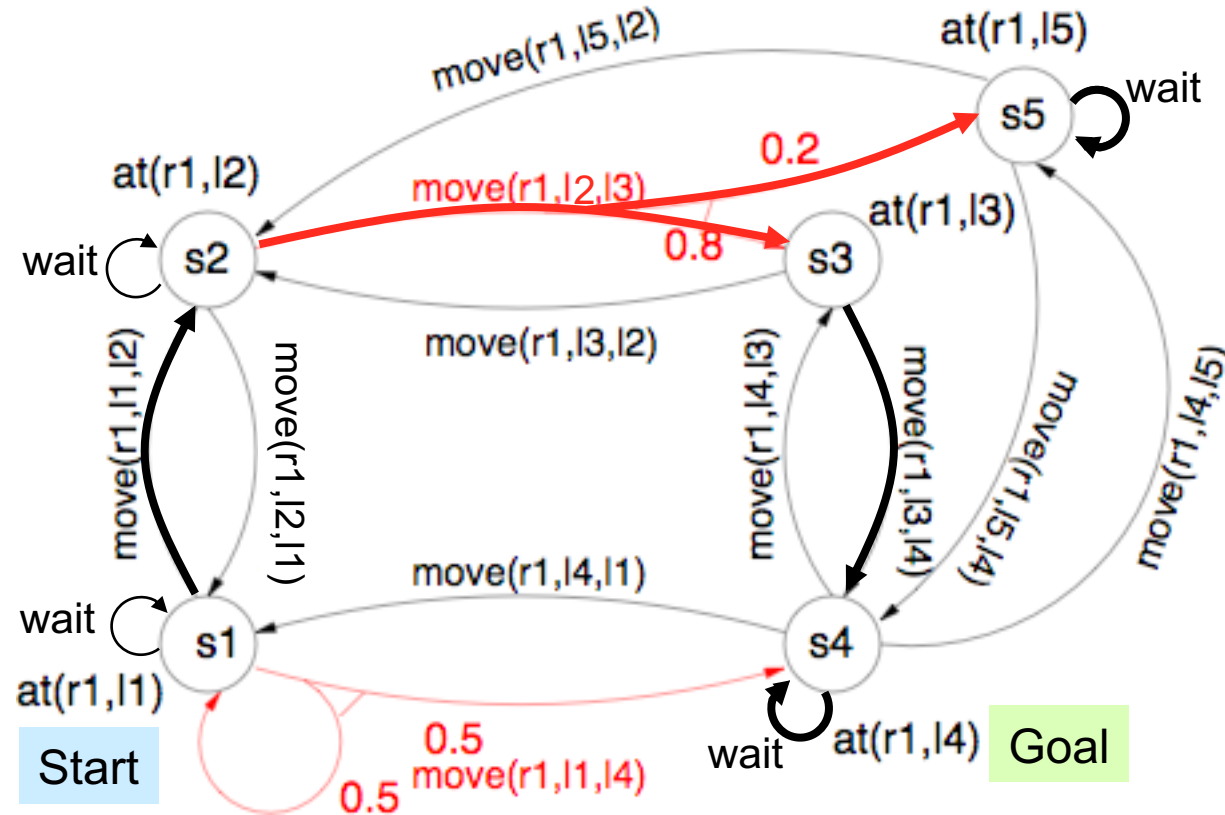 move(r1,l5,l2)
at(r1,l5)
wait
s5
0.2
at(r1,l2)
move(r1,l2,l3)
at(r1,l3)
0.8
wait
s2
s3
move(r1,l3,l2)
move(r1,l1,l2)
move(r1,l2,l1)
move(r1,l4,l3)
move(r1,l3,l4)
move(r1,l5,l4)
move(r1,l4,l5)
move(r1,l4,l1)
wait
s1
s4
at(r1,l1)
0.5
wait
at(r1,l4)
Goal
Start
move(r1,l1,l4)
0.5